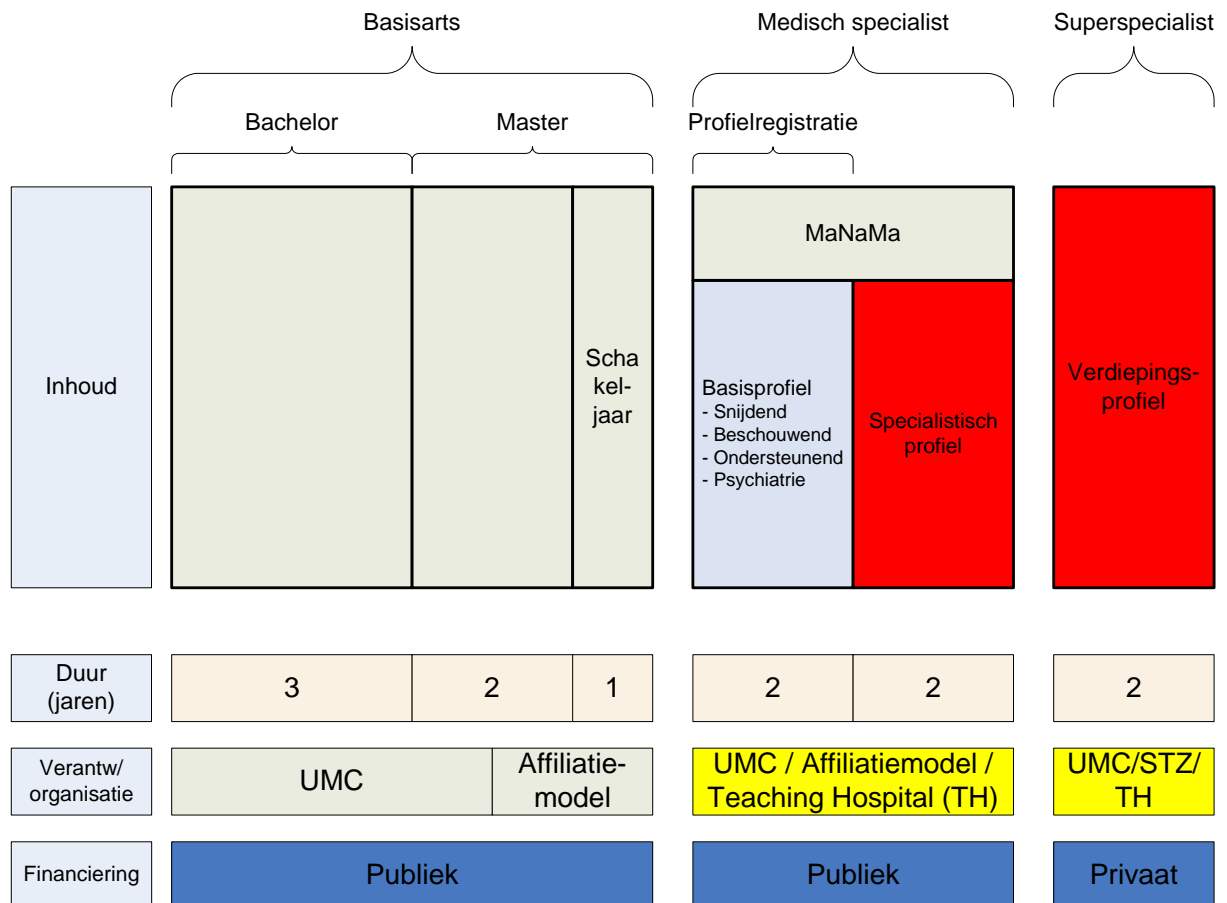 Basisarts
Medisch specialist
Superspecialist
Bachelor
Master
Profielregistratie
Inhoud
Scha
kel-
jaar
MaNaMa
Basisprofiel
- Snijdend
- Beschouwend
- Ondersteunend
- Psychiatrie
Specialistisch
profiel
Verdiepings-
profiel
Duur
(jaren)
3
2
1
2
2
2
Verantw/
organisatie
UMC
Affiliatie-
model
UMC / Affiliatiemodel /
Teaching Hospital (TH)
UMC/STZ/
TH
Financiering
Publiek
Publiek
Privaat